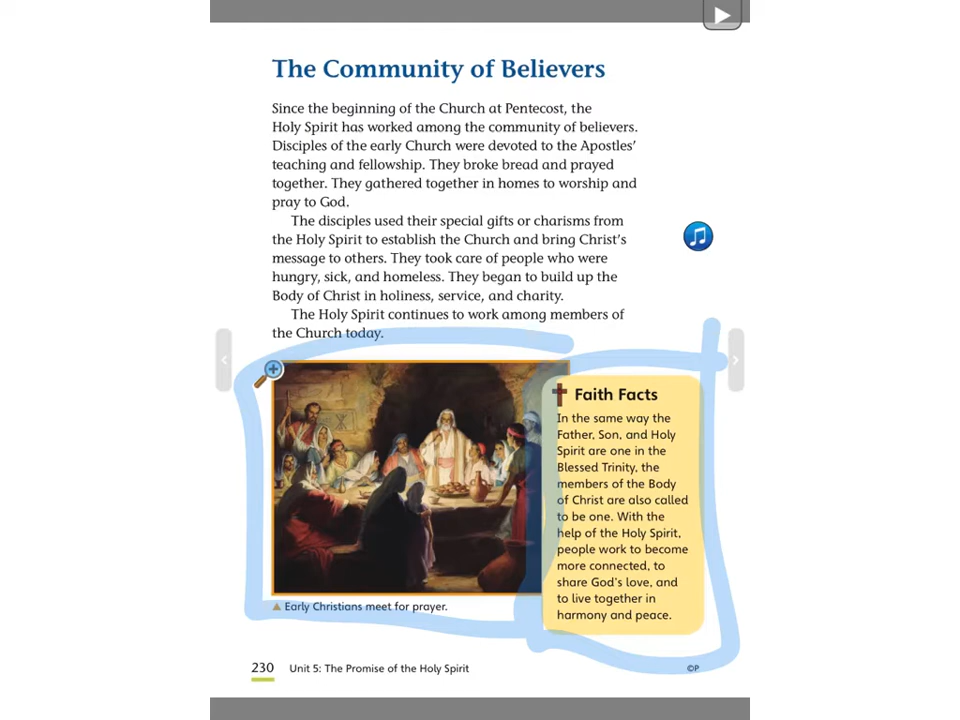 The Community of Believers
Since the beginning of the Church at Pentecost, the
Holy Spirit has worked among the community of believers.
Disciples of the early Church were devoted to the Apostles’
teaching and fellowship. They broke bread and prayed
together. They gathered together in homes to worship and
pray to God.
The disciples used their special gifts or charisms from
the Holy Spirit to establish the Church and bring Christ’s
message to others. They took care of people who were
hungry, sick, and homeless. They began to build up the
Body of Christ in holiness, service, and charity.
The Holy Spirit continues to work among members of
the Church today.
Faith Facts
In the same way the
Father, Son, and Holy
Spirit are one in the
Blessed Trinity, the
members of the Body
of Christ are also called
to be one. With the
help of the Holy Spirit,
people work to become
more connected, to
share God’s love, and
to live together in
harmony and peace.
▲ Early Christians meet for prayer.
230 Unit 5: The Promise of the Holy Spirit
©P